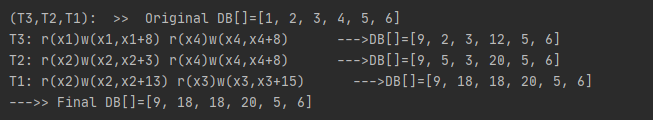 (T3,T2,T1):  >>  Original DB[]=[1, 2, 3, 4, 5, 6]
T3: r(x1)w(x1,x1+8) r(x4)w(x4,x4+8)      --->DB[]=[9, 2, 3, 12, 5, 6]
T2: r(x2)w(x2,x2+3) r(x4)w(x4,x4+8)      --->DB[]=[9, 5, 3, 20, 5, 6]
T1: r(x2)w(x2,x2+13) r(x3)w(x3,x3+15)      --->DB[]=[9, 18, 18, 20, 5, 6]
--->> Final DB[]=[9, 18, 18, 20, 5, 6]